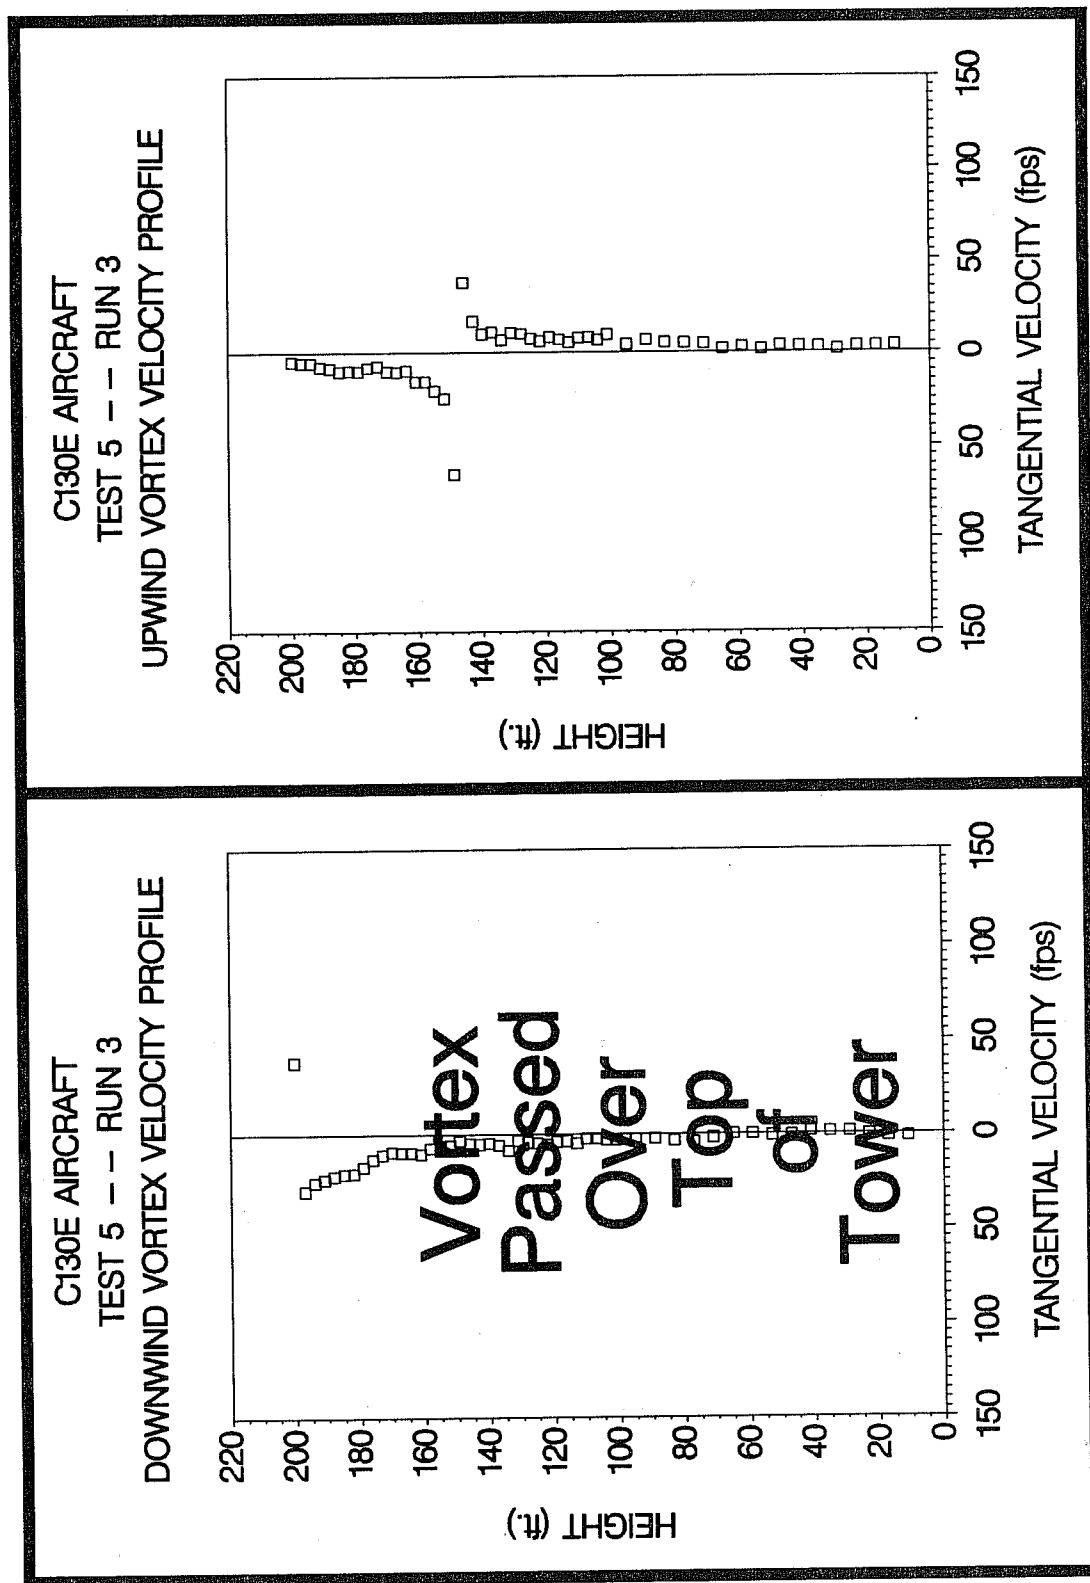 C130E AIRCRAFT
TEST 5 -- RUN 3
DOWNWIND VORTEX VELOCITY PROFILE
HEIGHT (ft.)
220
200
180
160
140
120
100
80
60
40
20
0
Vortex
Passed
Over
Top
of
Tower
150 100 50 0 50 100 150
TANGENTIAL VELOCITY (fps)
C130E AIRCRAFT
TEST 5 -- RUN 3
UPWIND VORTEX VELOCITY PROFILE
HEIGHT (ft.)
220
200
180
160
140
120
100
80
60
40
20
0
150 100 50 0 50 100 150
TANGENTIAL VELOCITY (fps)